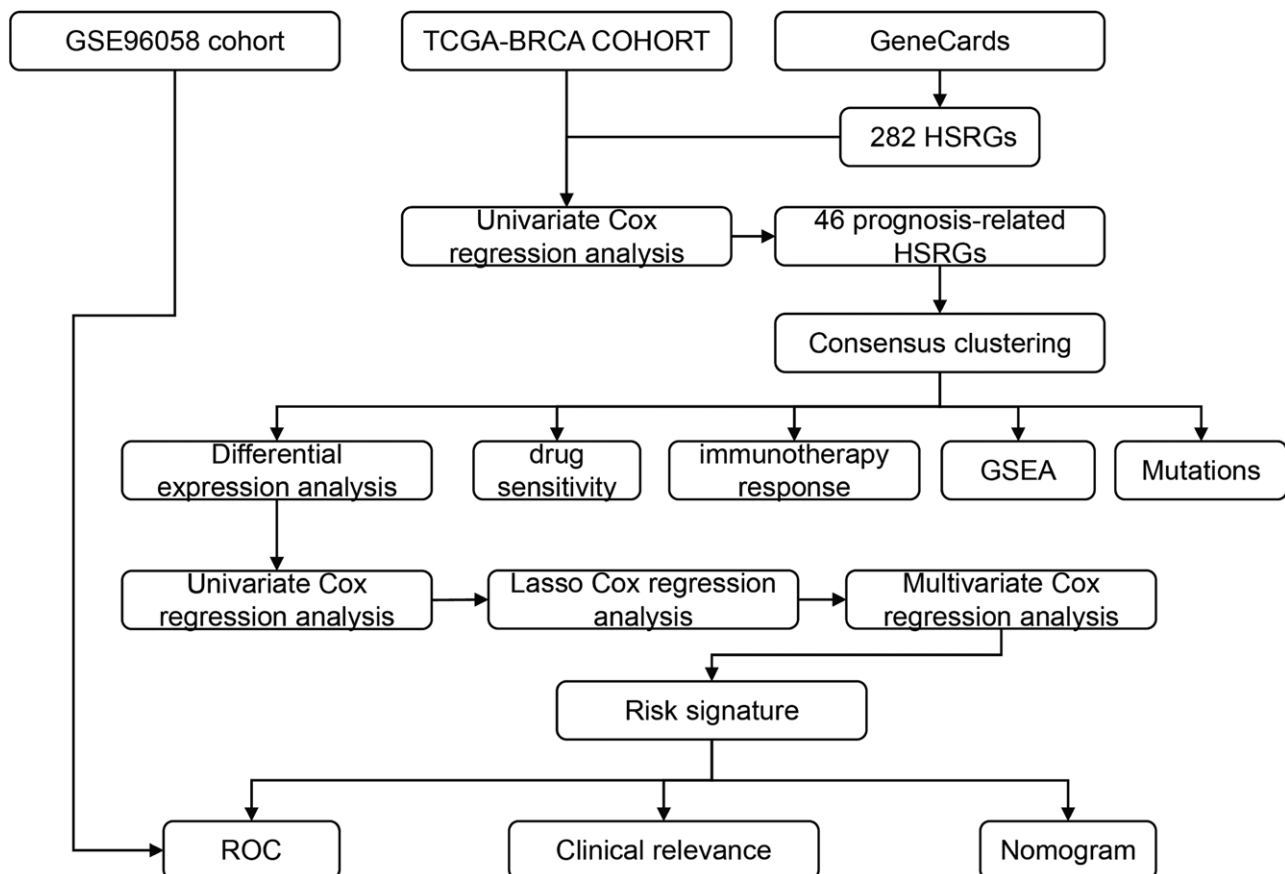 GSE96058 cohort
TCGA-BRCA COHORT
GeneCards
282 HSRGs
Univariate Cox
regression analysis
46 prognosis-related
HSRGs
Consensus clustering
Differential
expression analysis
drug
sensitivity
immunotherapy
response
GSEA
Mutations
Univariate Cox
regression analysis
Lasso Cox regression
analysis
Multivariate Cox
regression analysis
Risk signature
ROC
Clinical relevance
Nomogram